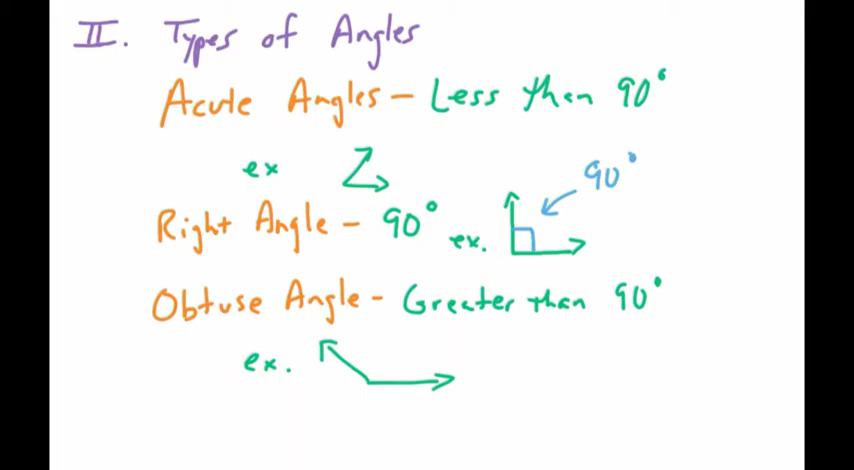 II. Types of Angles
Acute Angles - Less than 90°
ex
90°
Right Angle - 90° ex.
Obtuse Angle - Greater than 90°
ex.